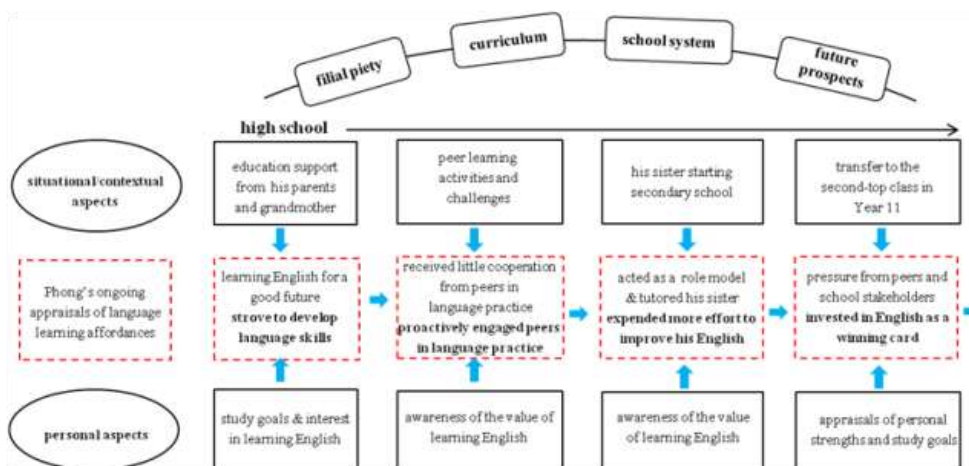 filial piety
curriculum
school system
future
prospects
high school
situational/contextual
aspects
education support
from his parents
and grandmother
peer learning
activities and
challenges
his sister starting
secondary school
transfer to the
second-top class in
Year 11
Phong's ongoing
appraisals of language
learning affordances
learning English for a
good future
strove to develop
language skills
received little cooperation
from peers in
language practice
proactively engaged peers
in language practice
acted as a role model
& tutored his sister
expended more effort to
improve his English
pressure from peers and
school stakeholders
invested in English as a
winning card
personal aspects
study goals & interest
in learning English
awareness of the value of
learning English
awareness of the value
of learning English
appraisals of personal
strengths and study goals